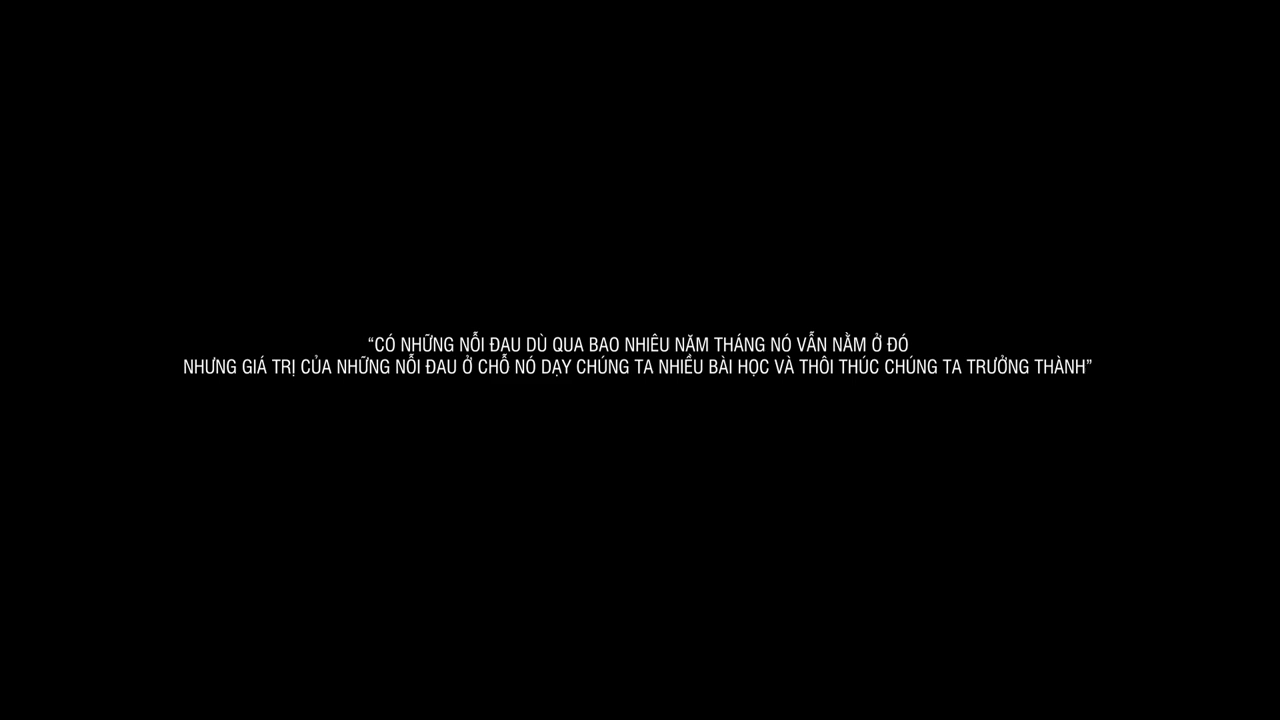 “CÓ NHỮNG NỖI ĐAU DÙ QUA BAO NHIÊU NĂM THÁNG NÓ VẪN NẰM Ở ĐÓ
NHƯNG GIÁ TRỊ CỦA NHỮNG NỖI ĐAU Ở CHỖ NÓ DẠY CHÚNG TA NHIỀU BÀI HỌC VÀ THÔI THÚC CHÚNG TA TRƯỞNG THÀNH”